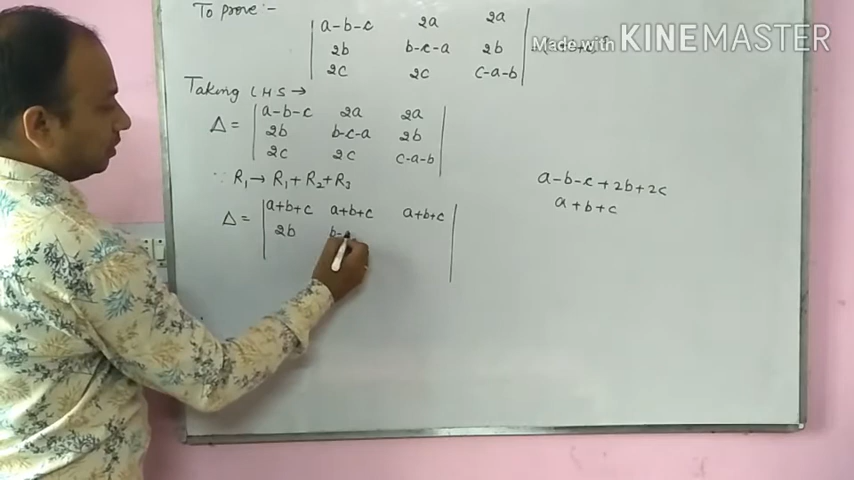 To prove :-
| a-b-c 2a 2a |
| 2b b-c-a 2b |
| 2c 2c c-a-b |
Made with KINEMASTER
Taking LHS →
Δ = | a-b-c 2a 2a |
| 2b b-c-a 2b |
| 2c 2c c-a-b |
∵ R₁ → R₁ + R₂ + R₃
Δ = | a+b+c a+b+c a+b+c |
| 2b b-
a-b-c+2b+2c
a+b+c